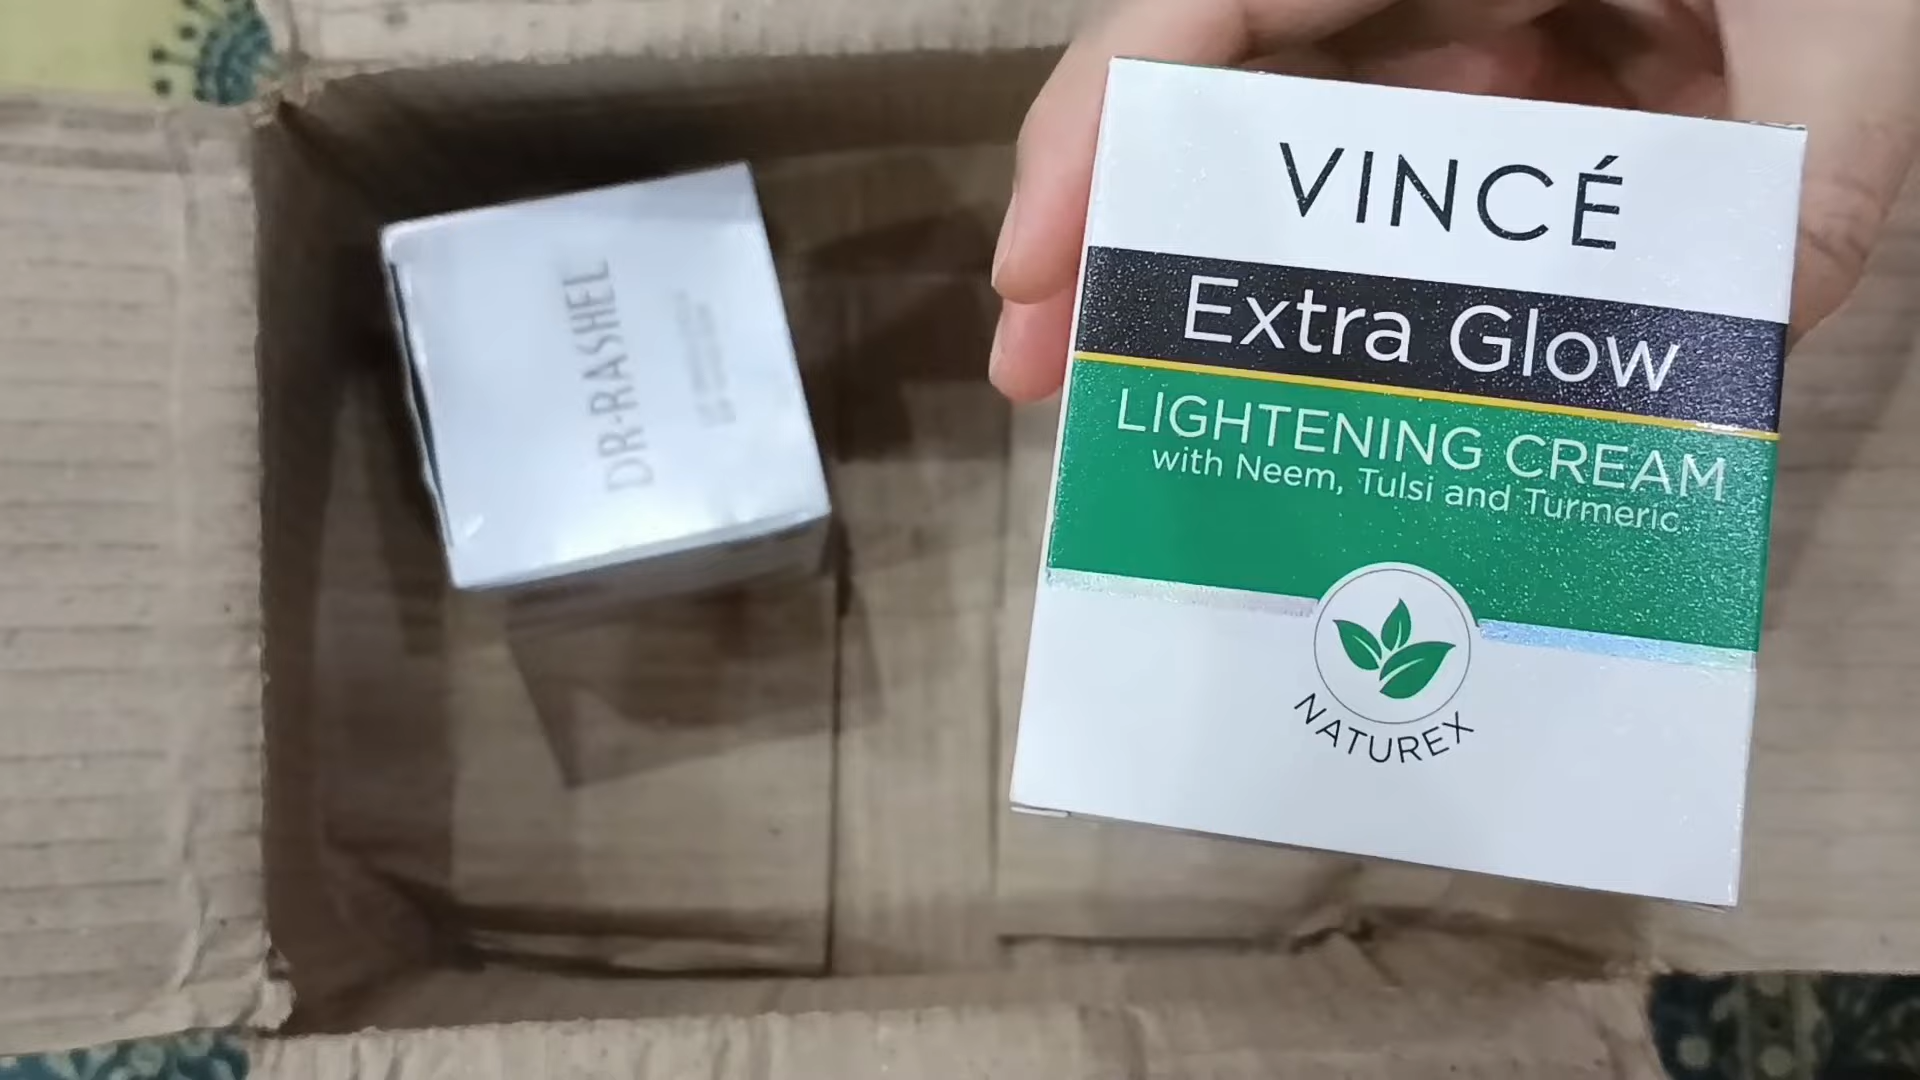 DR·RASHEL
VINCÉ
Extra Glow
LIGHTENING CREAM
with Neem, Tulsi and Turmeric
NATUREX